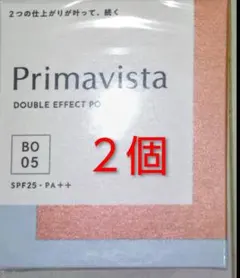 2つの仕上がりが叶って、続く
Primavista
DOUBLE EFFECT PO
BO
05
2個
SPF25・PA++